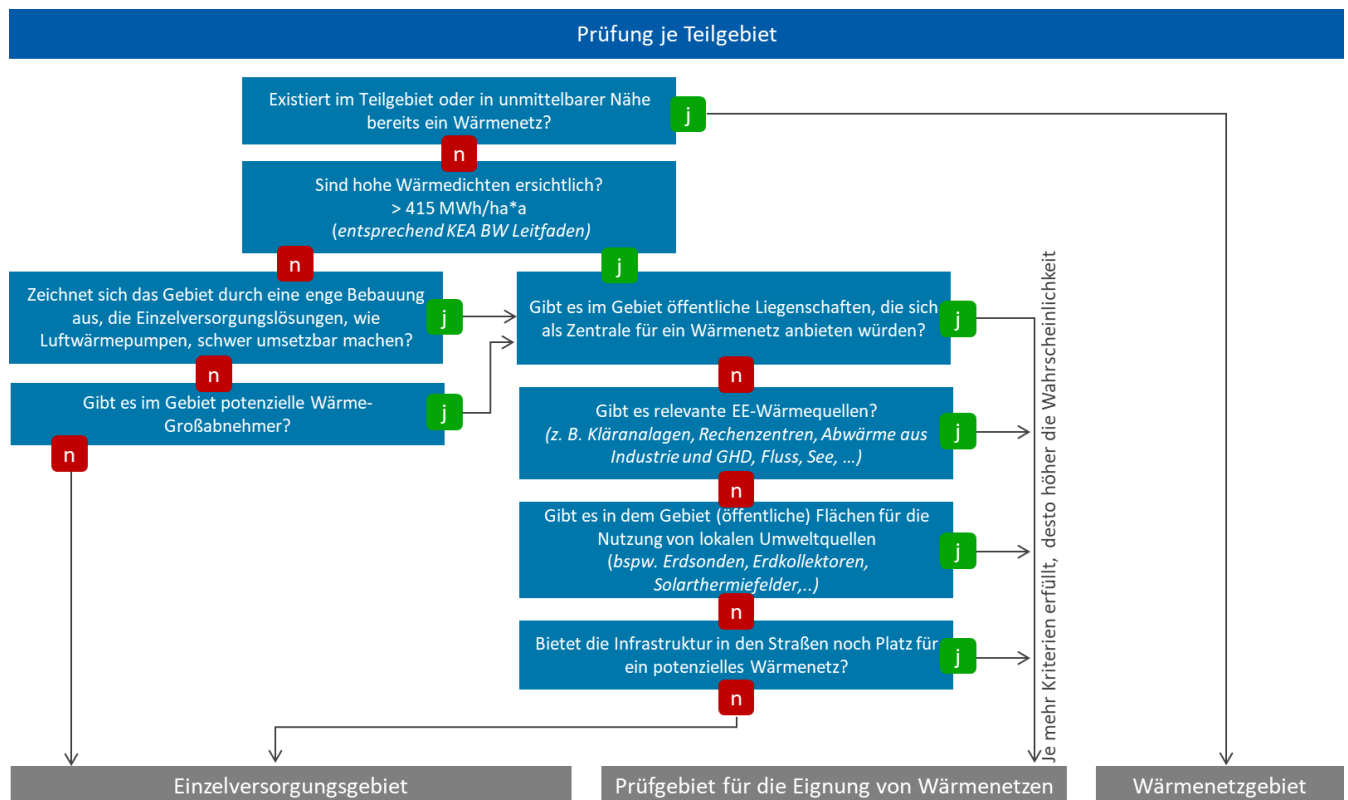 Prüfung je Teilgebiet
Existiert im Teilgebiet oder in unmittelbarer Nähe
bereits ein Wärmenetz?
j
n
Sind hohe Wärmedichten ersichtlich?
> 415 MWh/ha*a
(entsprechend KEA BW Leitfaden)
n
j
Zeichnet sich das Gebiet durch eine enge Bebauung
aus, die Einzelversorgungslösungen, wie
Luftwärmepumpen, schwer umsetzbar machen?
j
n
Gibt es im Gebiet potenzielle Wärme-
Großabnehmer?
j
n
Gibt es im Gebiet öffentliche Liegenschaften, die sich
als Zentrale für ein Wärmenetz anbieten würden?
j
n
Gibt es relevante EE-Wärmequellen?
(z. B. Kläranalagen, Rechenzentren, Abwärme aus
Industrie und GHD, Fluss, See, …)
j
n
Gibt es in dem Gebiet (öffentliche) Flächen für die
Nutzung von lokalen Umweltquellen
(bspw. Erdsonden, Erdkollektoren,
Solarthermiefelder,..)
j
n
Bietet die Infrastruktur in den Straßen noch Platz für
ein potenzielles Wärmenetz?
j
n
Je mehr Kriterien erfüllt, desto höher die Wahrscheinlichkeit
Einzelversorgungsgebiet
Prüfgebiet für die Eignung von Wärmenetzen
Wärmenetzgebiet